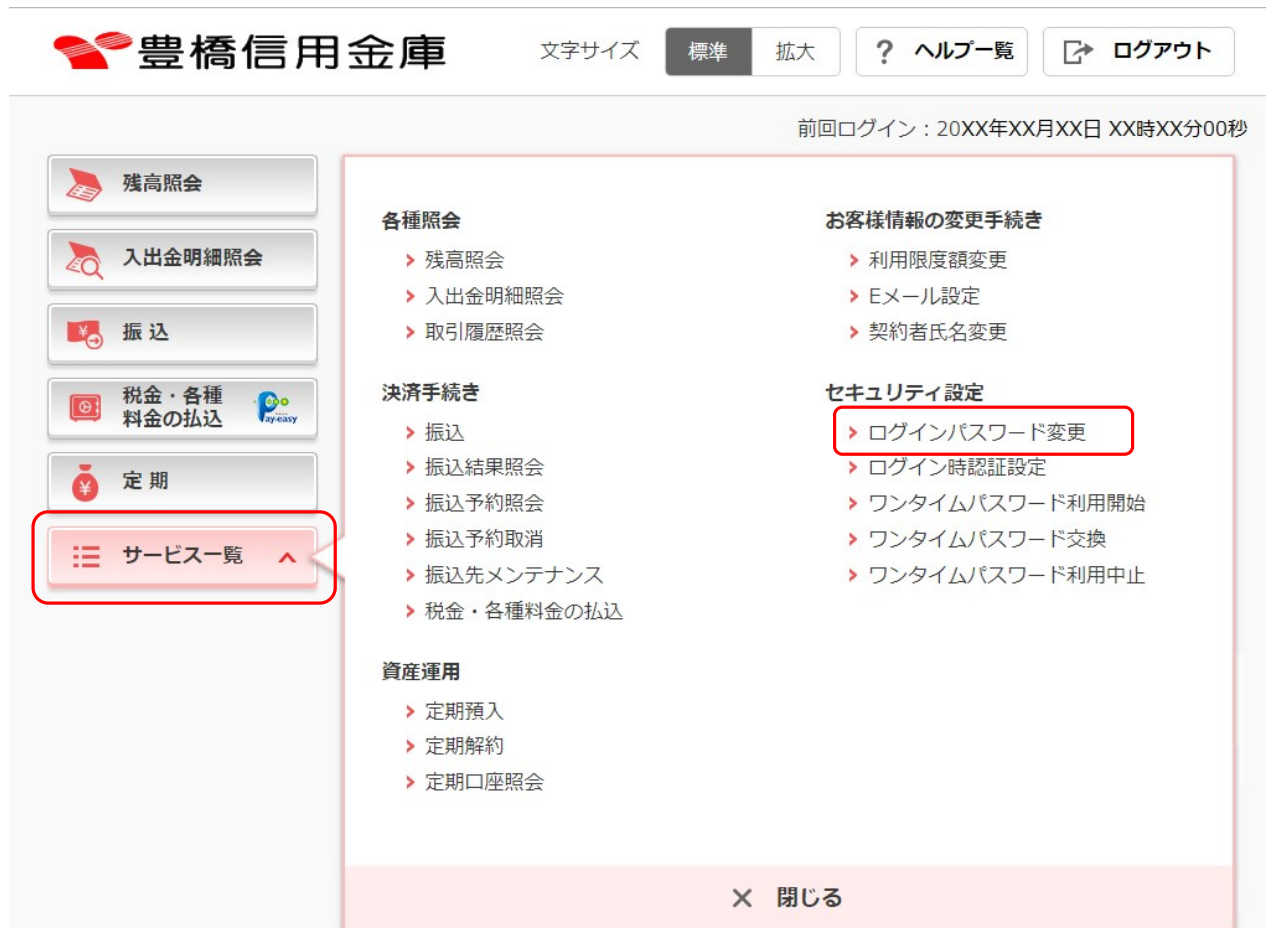 豊橋信用金庫
文字サイズ 標準 拡大 ? ヘルプ一覧 ログアウト
前回ログイン：20XX年XX月XX日 XX時XX分00秒
残高照会
入出金明細照会
振込
税金・各種
料金の払込
Pay-easy
定期
サービス一覧
各種照会
残高照会
入出金明細照会
取引履歴照会
決済手続き
振込
振込結果照会
振込予約照会
振込予約取消
振込先メンテナンス
税金・各種料金の払込
資産運用
定期預入
定期解約
定期口座照会
お客様情報の変更手続き
利用限度額変更
Eメール設定
契約者氏名変更
セキュリティ設定
ログインパスワード変更
ログイン時認証設定
ワンタイムパスワード利用開始
ワンタイムパスワード交換
ワンタイムパスワード利用中止
× 閉じる